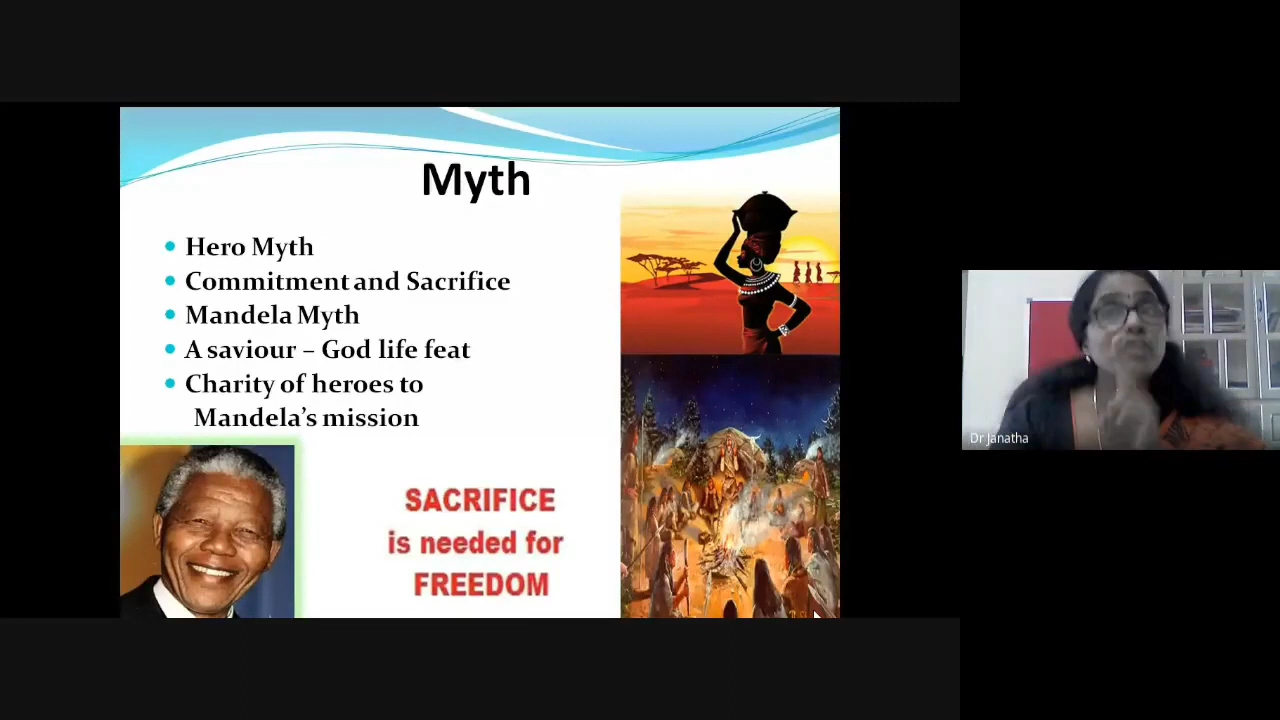 Myth
Hero Myth
Commitment and Sacrifice
Mandela Myth
A saviour – God life feat
Charity of heroes to
Mandela's mission
SACRIFICE
is needed for
FREEDOM
Dr Janatha